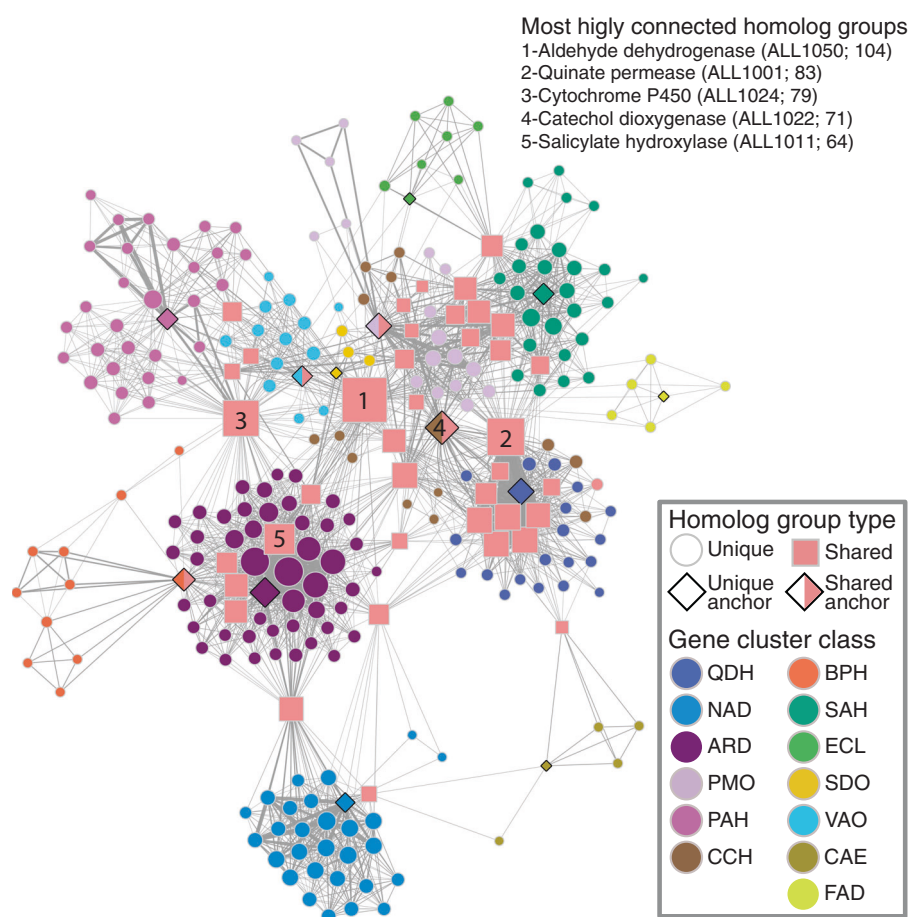 Most higly connected homolog groups
1-Aldehyde dehydrogenase (ALL1050; 104)
2-Quinate permease (ALL1001; 83)
3-Cytochrome P450 (ALL1024; 79)
4-Catechol dioxygenase (ALL1022; 71)
5-Salicylate hydroxylase (ALL1011; 64)
1
3
4
2
5
Homolog group type
Unique
Shared
Unique
anchor
Shared
anchor
Gene cluster class
QDH
BPH
NAD
SAH
ARD
ECL
PMO
SDO
PAH
VAO
CCH
CAE
FAD